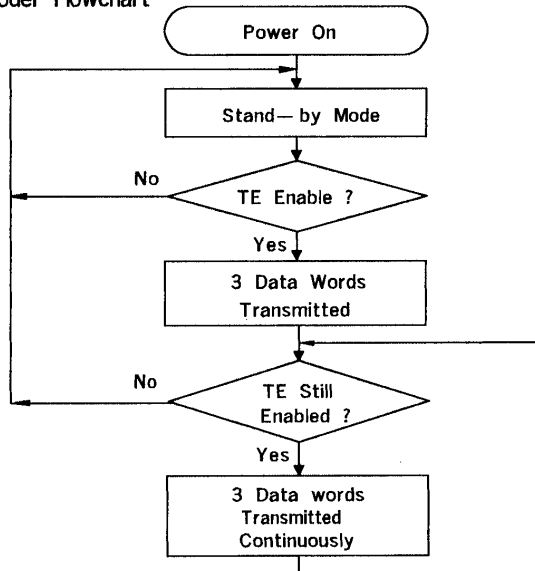 Flowchart
Power On
Stand-by Mode
No
TE Enable ?
Yes
3 Data Words
Transmitted
No
TE Still
Enabled ?
Yes
3 Data words
Transmitted
Continuously